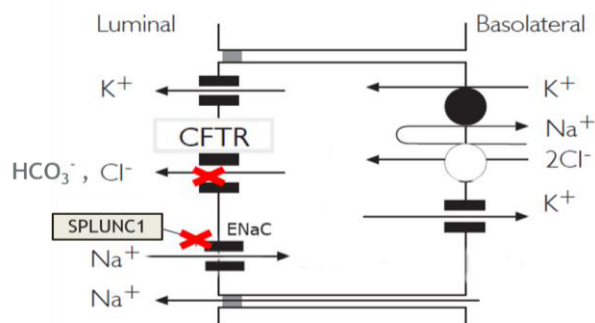 Luminal Basolateral
K⁺ K⁺
CFTR Na⁺
HCO₃⁻, Cl⁻ 2Cl⁻
K⁺
SPLUNC1 ENaC
Na⁺
Na⁺